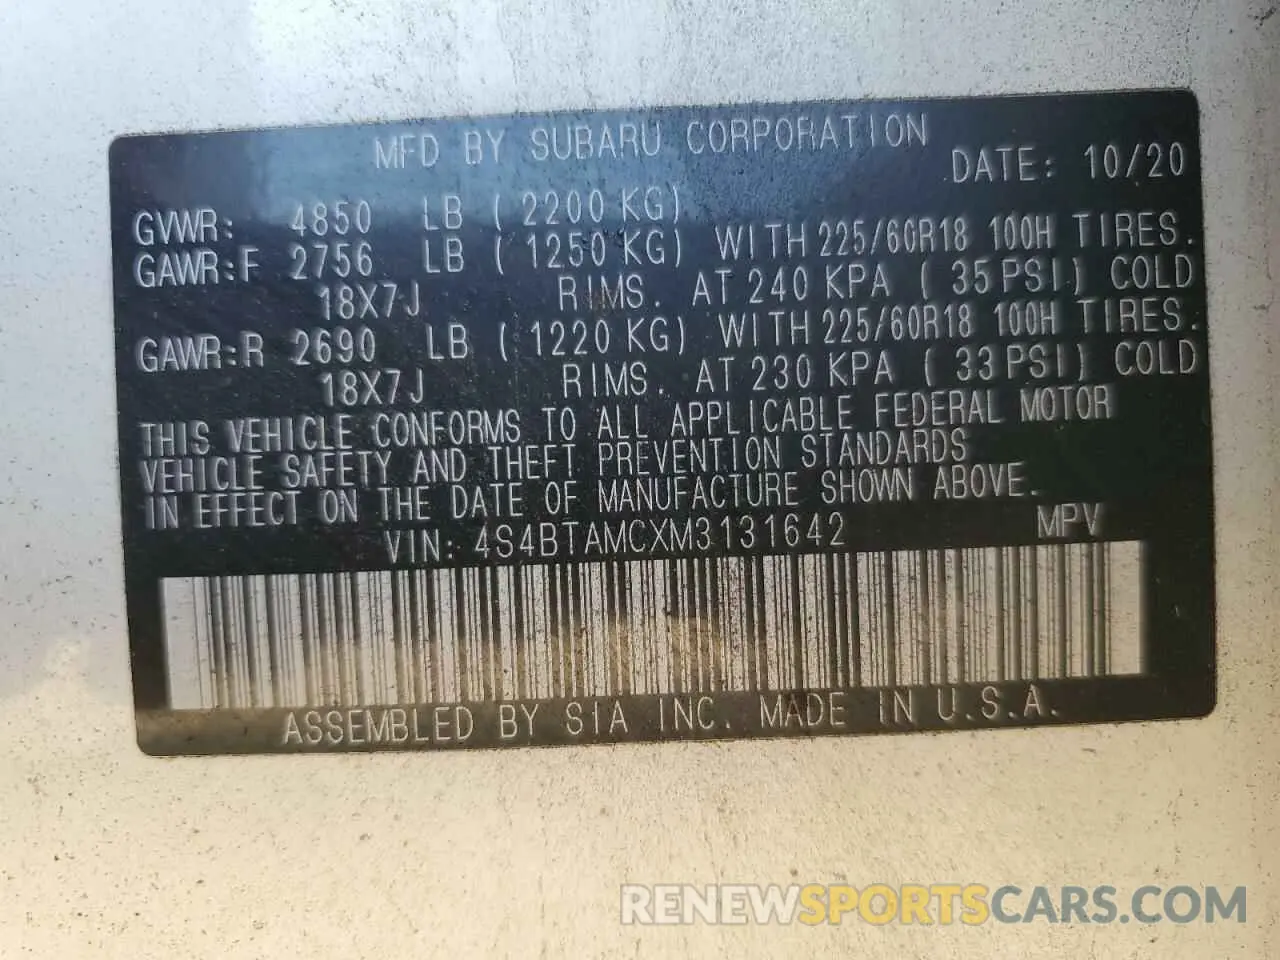 MFD BY SUBARU CORPORATION
DATE: 10/20
GVWR: 4850 LB ( 2200 KG)
GAWR:F 2756 LB ( 1250 KG) WITH 225/60R18 100H TIRES.
18X7J RIMS. AT 240 KPA ( 35 PSI) COLD
GAWR:R 2690 LB ( 1220 KG) WITH 225/60R18 100H TIRES.
18X7J RIMS. AT 230 KPA ( 33 PSI) COLD
THIS VEHICLE CONFORMS TO ALL APPLICABLE FEDERAL MOTOR
VEHICLE SAFETY AND THEFT PREVENTION STANDARDS
IN EFFECT ON THE DATE OF MANUFACTURE SHOWN ABOVE.
VIN: 4S4BTAMCXM3131642 MPV
ASSEMBLED BY SIA INC. MADE IN U.S.A.
RENEWSPORTSCARS.COM